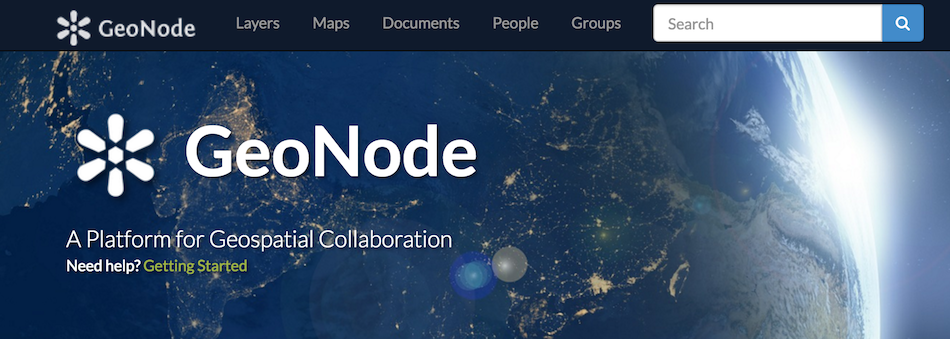 GeoNode Layers Maps Documents People Groups Search
GeoNode
A Platform for Geospatial Collaboration
Need help? Getting Started